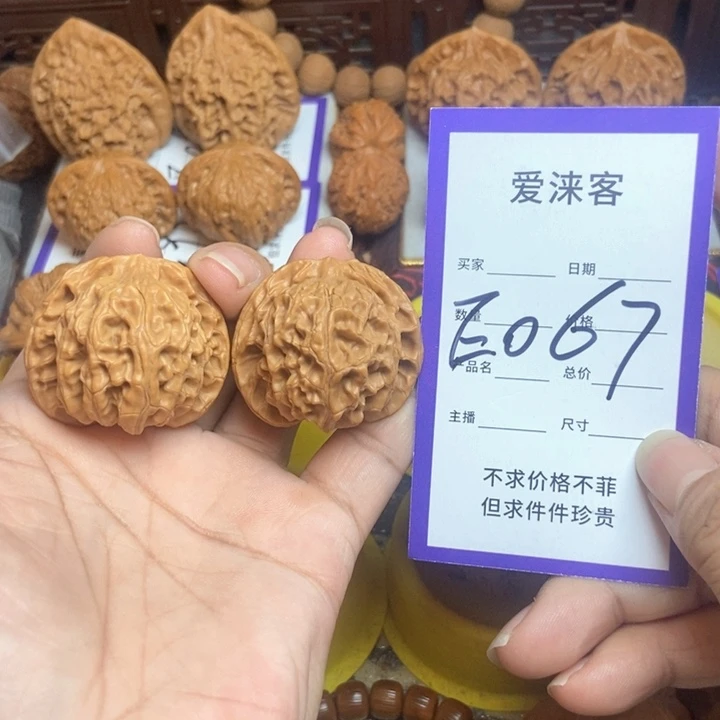 爱涞客
买家 日期
数量 价格
E067
产品名 总价
主播 尺寸
不求价格不菲
但求件件珍贵